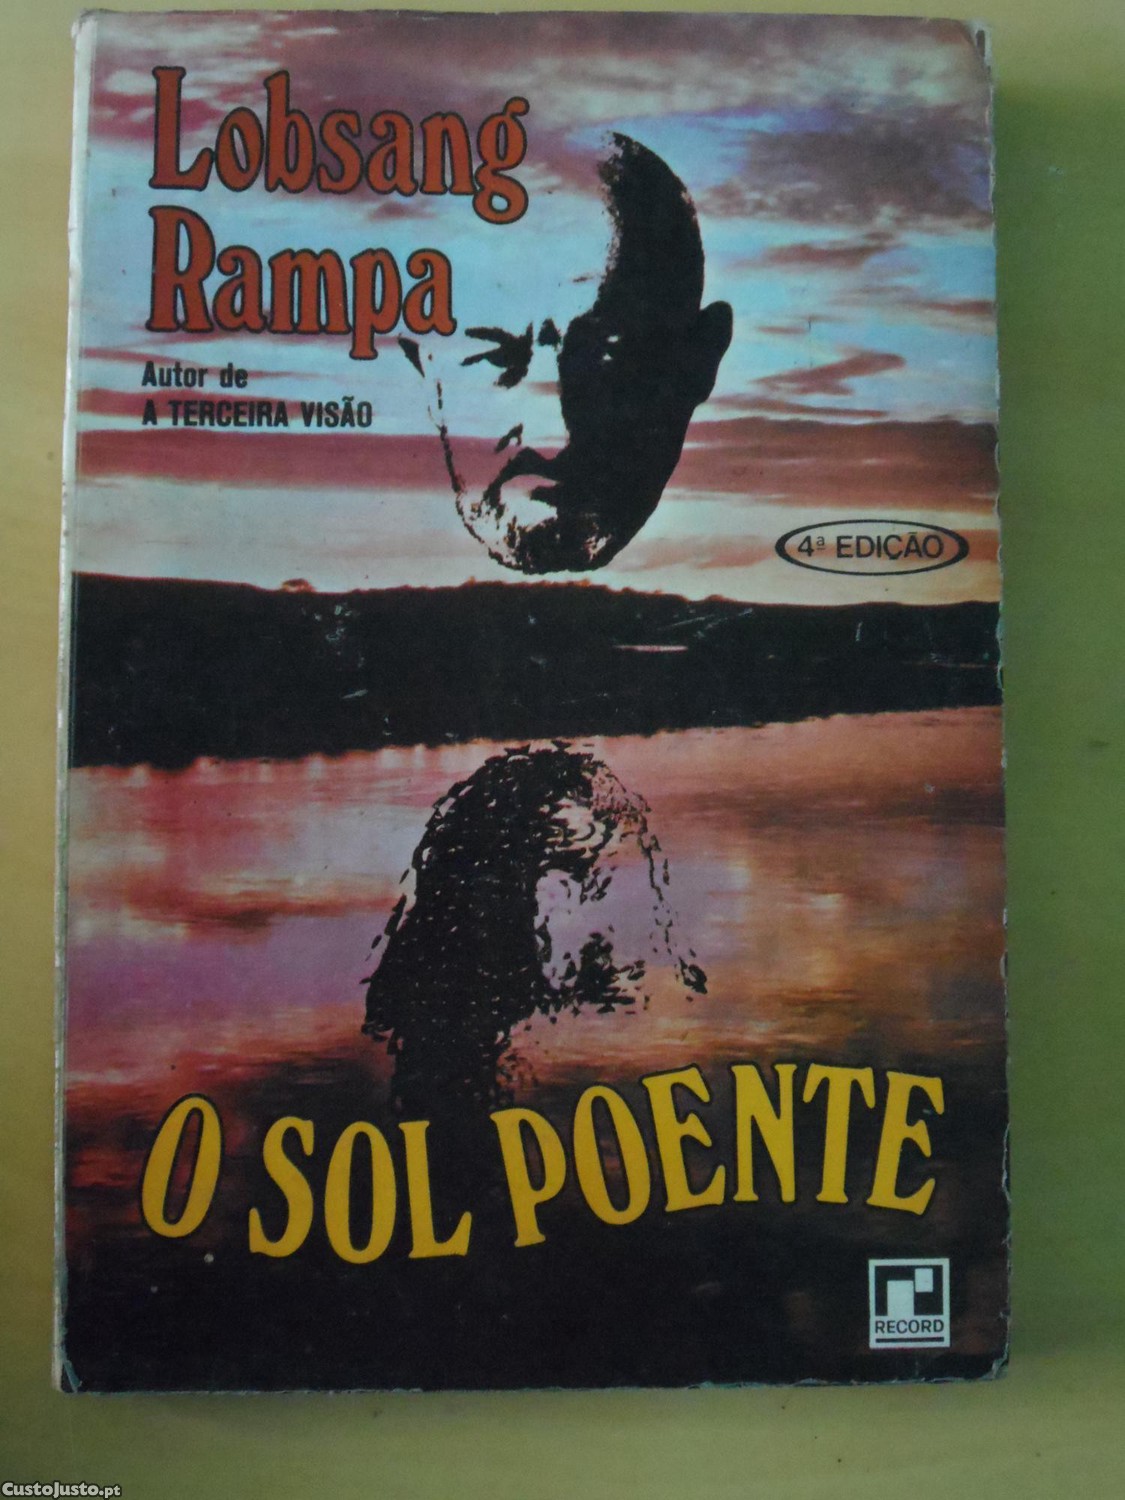 Lobsang
Rampa
Autor de
A TERCEIRA VISÃO
4ª EDIÇÃO
O SOL POENTE
RECORD
CustoJusto.pt